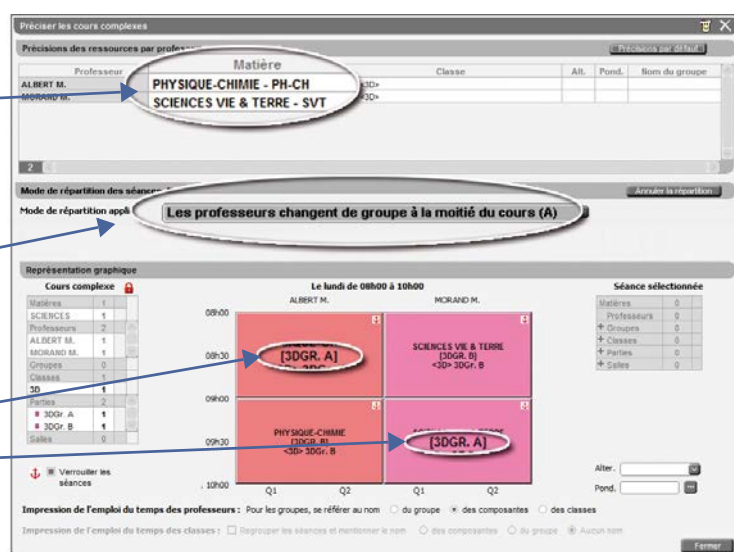 Préciser les cours complexes
Précisions des ressources par profes
Précisions par défaut
Professeur Matière Classe Alt. Pond. Nom du groupe
ALBERT M. PHYSIQUE-CHIMIE - PH-CH <3D>
MORAND M. SCIENCES VIE & TERRE - SVT <3D>
2
Mode de répartition des séances
Annuler la répartition
Mode de répartition appli Les professeurs changent de groupe à la moitié du cours (A)
Représentation graphique
Cours complexe
Matières 1
SCIENCES 1
Professeurs 2
ALBERT M. 1
MORAND M. 1
Groupes 0
Classes 1
3D 1
Parties 2
3DGr. A 1
3DGr. B 1
Salles 0
Verrouiller les
séances
Le lundi de 08h00 à 10h00
ALBERT M. MORAND M.
08h00
08h30
09h00
09h30
10h00
[3DGR. A]
SCIENCES VIE & TERRE
[3DGR. B]
<3D> 3DGr. B
PHYSIQUE-CHIMIE
[3DGR. B]
<3D> 3DGr. B
[3DGR. A]
Q1 Q2 Q1 Q2
Séance sélectionnée
Matières 0
Professeurs 0
+ Groupes 0
+ Classes 0
+ Parties 0
+ Salles 0
Alter.
Pond.
Impression de l'emploi du temps des professeurs : Pour les groupes, se référer au nom du groupe des composantes des classes
Impression de l'emploi du temps des classes : Regrouper les séances et mentionner le nom des composantes du groupe Aucun nom
Fermer